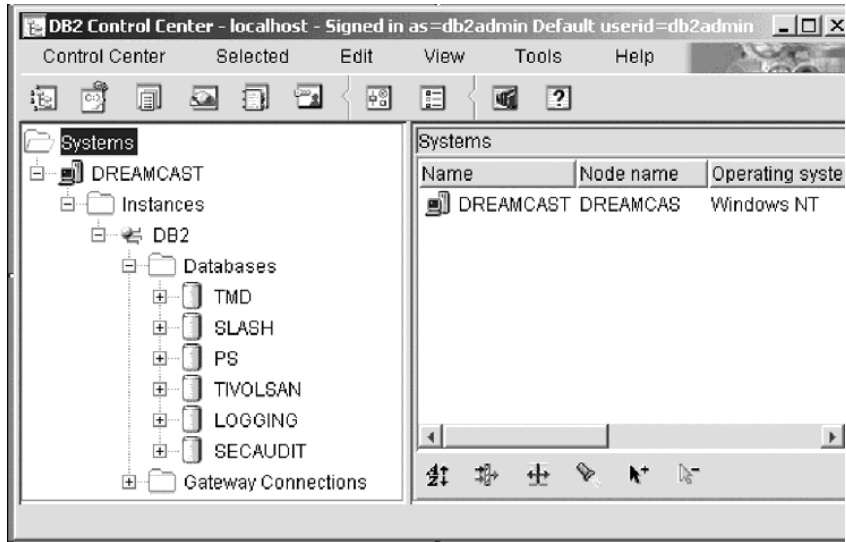 DB2 Control Center - localhost - Signed in as=db2admin Default userid=db2admin
Control Center Selected Edit View Tools Help
Systems
DREAMCAST
Instances
DB2
Databases
TMD
SLASH
PS
TIVOLSAN
LOGGING
SECAUDIT
Gateway Connections
Systems
Name Node name Operating syste
DREAMCAST DREAMCAS Windows NT